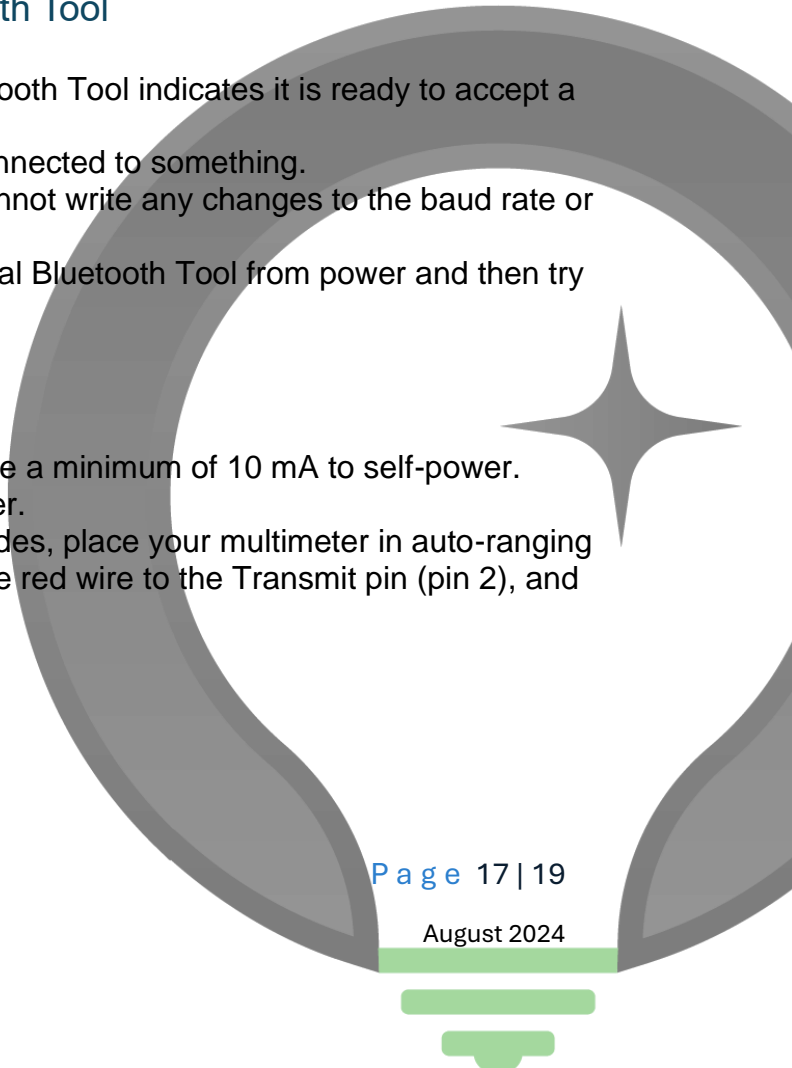 th Tool
ooth Tool indicates it is ready to accept a
nnected to something.
nnot write any changes to the baud rate or
al Bluetooth Tool from power and then try
e a minimum of 10 mA to self-power.
er.
des, place your multimeter in auto-ranging
e red wire to the Transmit pin (pin 2), and
Page 17 | 19
August 2024